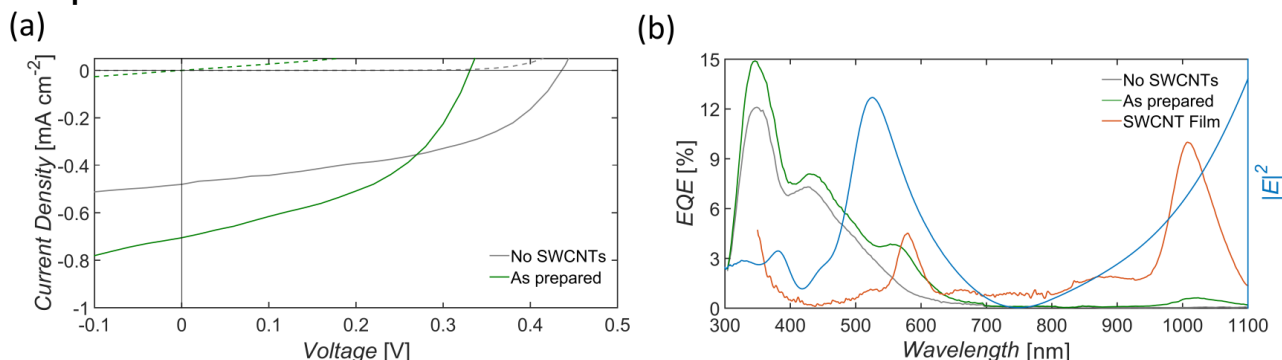 (a)
(b)
0
-0.2
-0.4
-0.6
-0.8
-1
Current Density [mA cm⁻²]
No SWCNTs
As prepared
-0.1 0 0.1 0.2 0.3 0.4 0.5
Voltage [V]
15%
12
9
6
3
0
EQE [%]
No SWCNTs
As prepared
SWCNT Film
|E|²
300 400 500 600 700 800 900 1000 1100
Wavelength [nm]